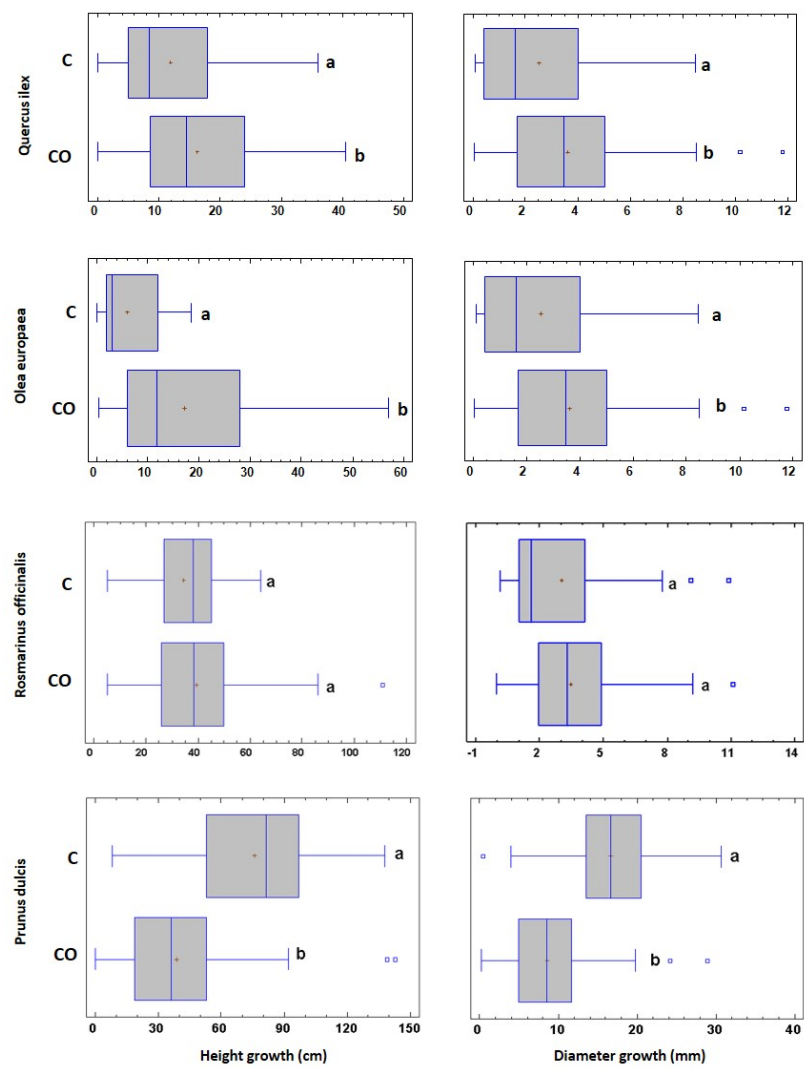 Quercus ilex
C
a
a
CO
b
b
0 10 20 30 40 50
0 2 4 6 8 10 12
Olea europaea
C
a
a
CO
b
b
0 10 20 30 40 50 60
0 2 4 6 8 10 12
Rosmarinus officinalis
C
a
a
CO
a
a
0 20 40 60 80 100 120
-1 2 5 8 11 14
Prunus dulcis
C
a
a
CO
b
b
0 30 60 90 120 150
0 10 20 30 40
Height growth (cm)
Diameter growth (mm)